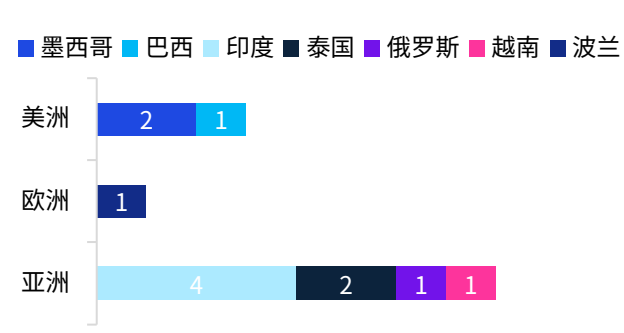 墨西哥 巴西 印度 泰国 俄罗斯 越南 波兰
美洲 2 1
欧洲 1
亚洲 4 2 1 1